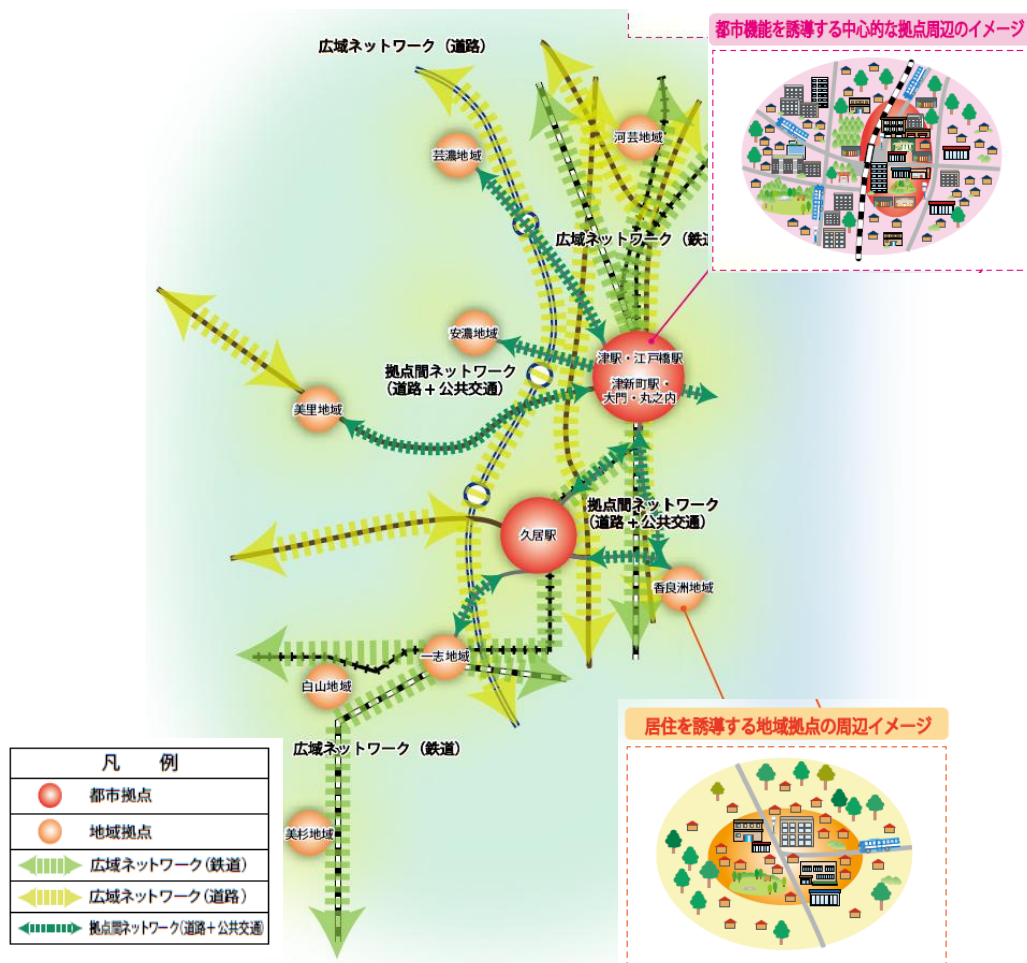 広域ネットワーク（道路）
都市機能を誘導する中心的な拠点周辺のイメージ
芸濃地域
河芸地域
広域ネットワーク（鉄道
安濃地域
津駅・江戸橋駅
津新町駅・
大門・丸之内
拠点間ネットワーク
（道路＋公共交通）
美里地域
拠点間ネットワーク
（道路＋公共交通）
久居駅
香良洲地域
一志地域
白山地域
居住を誘導する地域拠点の周辺イメージ
広域ネットワーク（鉄道）
美杉地域
凡　例
都市拠点
地域拠点
広域ネットワーク（鉄道）
広域ネットワーク（道路）
拠点間ネットワーク（道路＋公共交通）